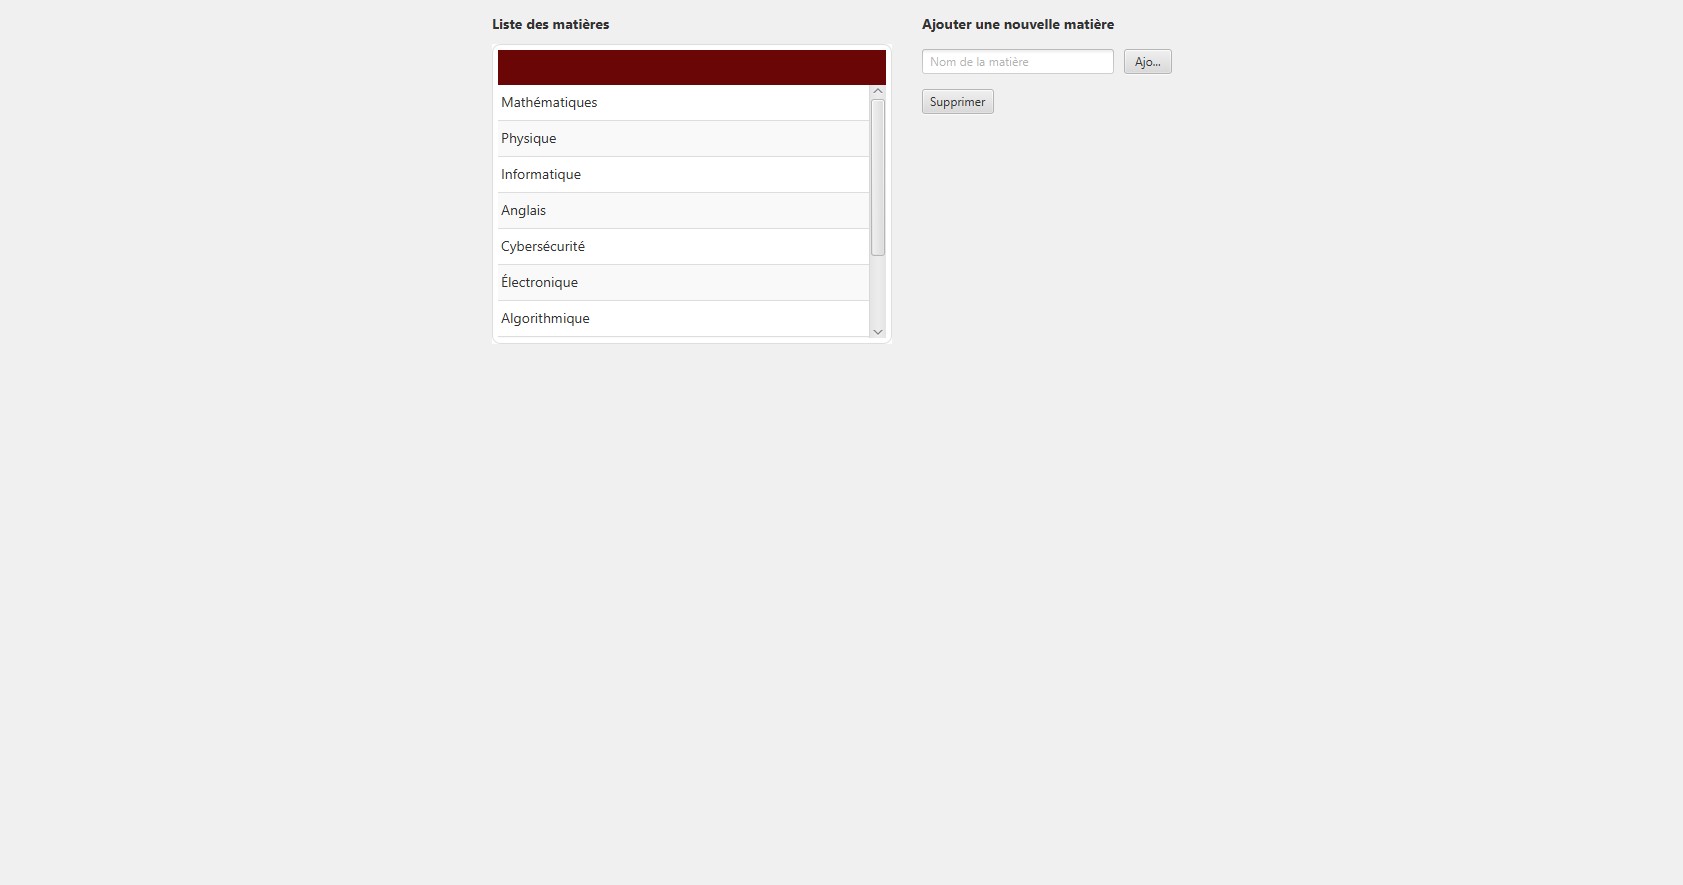 Liste des matières
Mathématiques
Physique
Informatique
Anglais
Cybersécurité
Électronique
Algorithmique
Ajouter une nouvelle matière
Nom de la matière
Ajo...
Supprimer